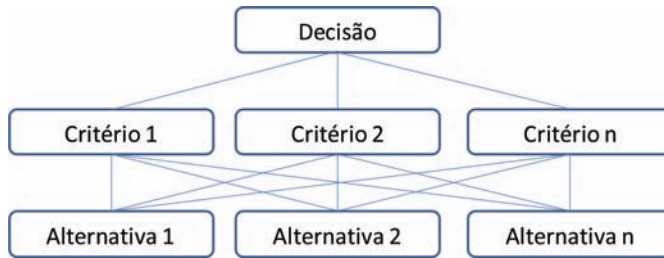 Decisão
Critério 1
Critério 2
Critério n
Alternativa 1
Alternativa 2
Alternativa n